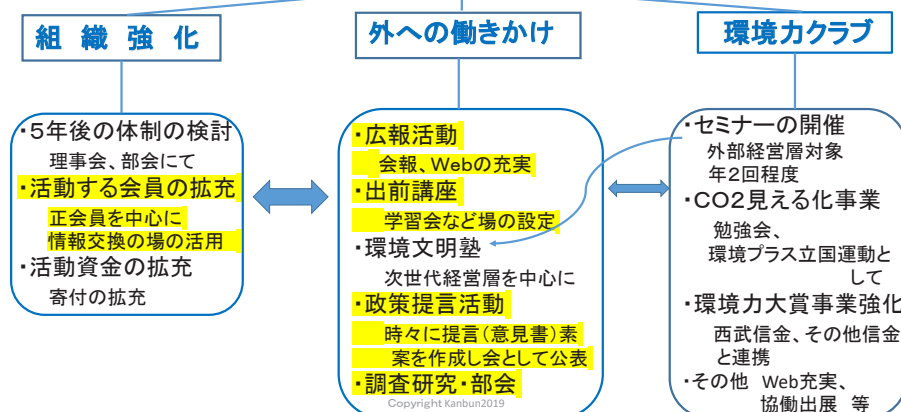 組織強化
・5年後の体制の検討
理事会、部会にて
・活動する会員の拡充
正会員を中心に
情報交換の場の活用
・活動資金の拡充
寄付の拡充
外への働きかけ
・広報活動
会報、Webの充実
・出前講座
学習会など場の設定
・環境文明塾
次世代経営層を中心に
・政策提言活動
時々に提言(意見書)素
案を作成し会として公表
・調査研究・部会
Copyright Kanbun2019
環境力クラブ
・セミナーの開催
外部経営層対象
年2回程度
・CO2見える化事業
勉強会、
環境プラス立国運動と
して
・環境力大賞事業強化
西武信金、その他信金
と連携
・その他 Web充実、
協働出展 等